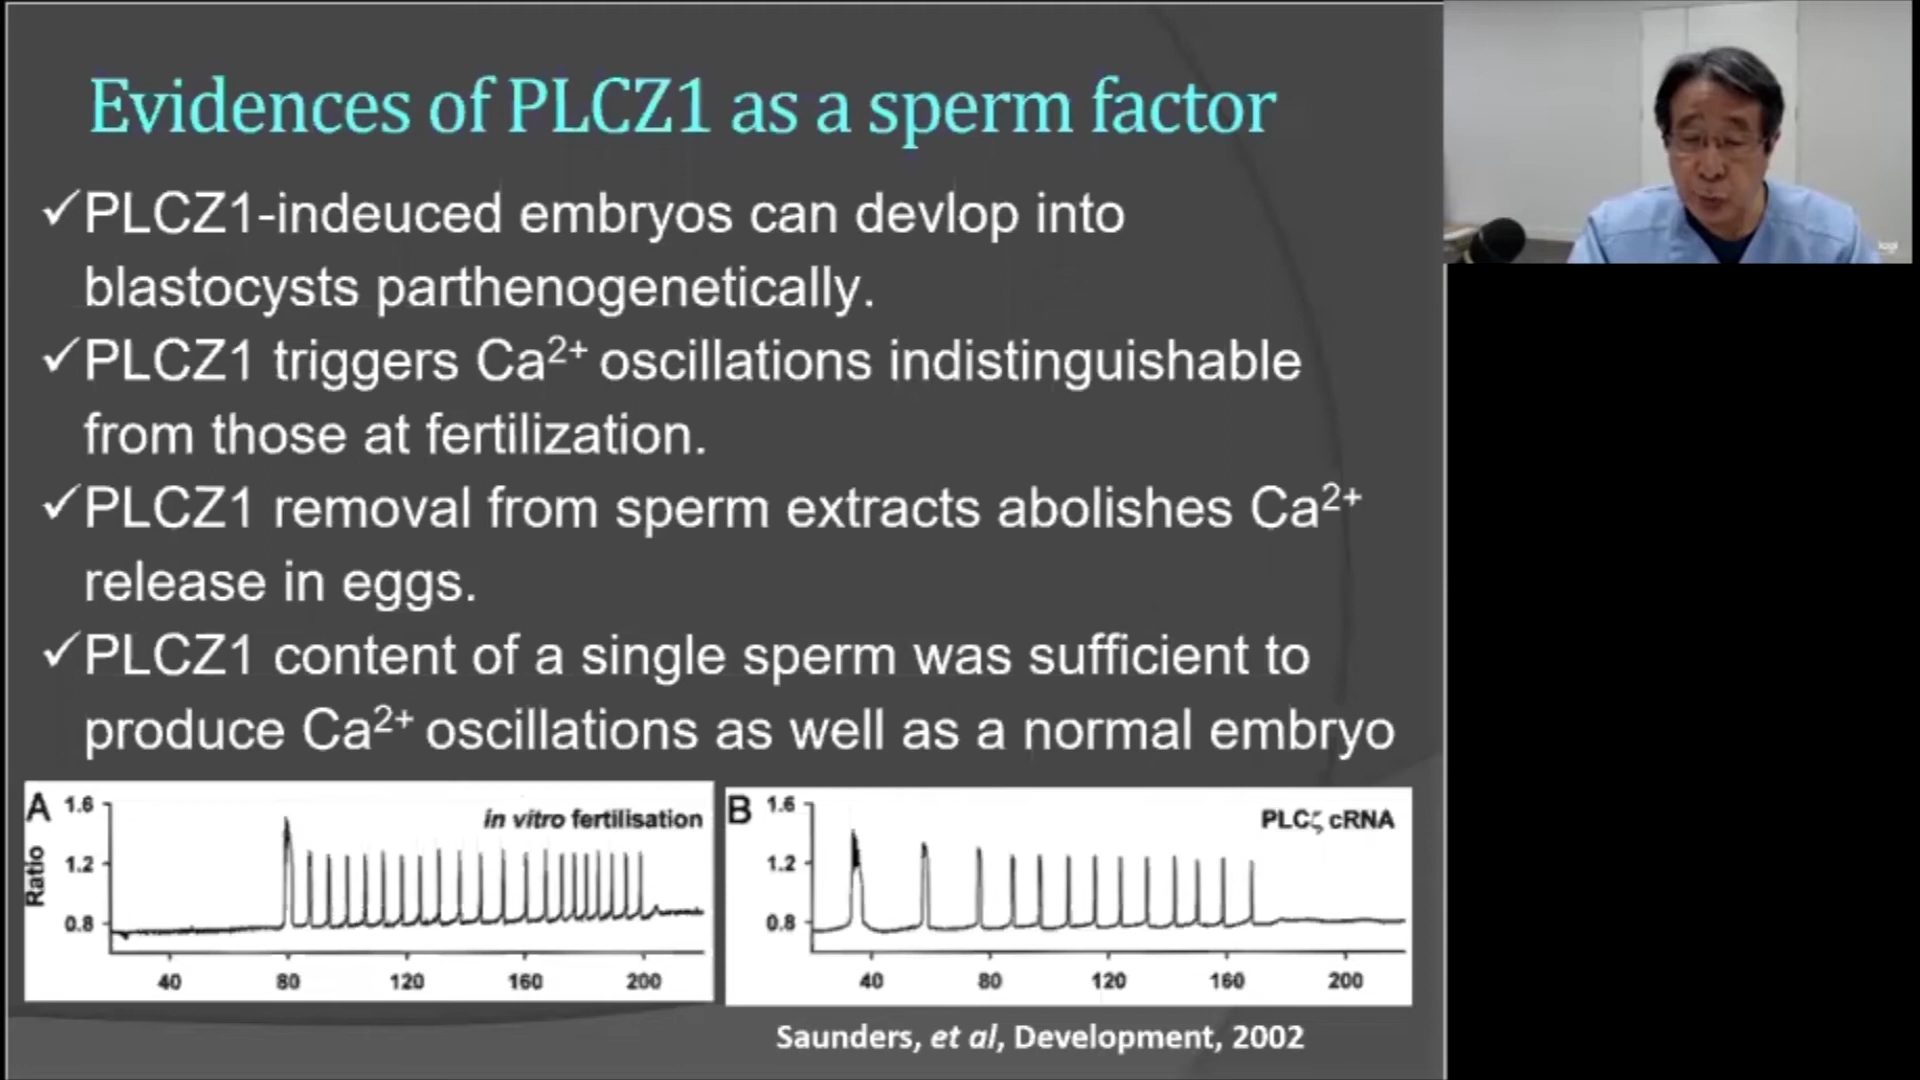 Evidences of PLCZ1 as a sperm factor
✓PLCZ1-indeuced embryos can devlop into
blastocysts parthenogenetically.
✓PLCZ1 triggers Ca²⁺ oscillations indistinguishable
from those at fertilization.
✓PLCZ1 removal from sperm extracts abolishes Ca²⁺
release in eggs.
✓PLCZ1 content of a single sperm was sufficient to
produce Ca²⁺ oscillations as well as a normal embryo
A
in vitro fertilisation
Ratio
1.6
1.2
0.8
40 80 120 160 200
B
PLCζ cRNA
1.6
1.2
0.8
40 80 120 160 200
Saunders, et al, Development, 2002
logi